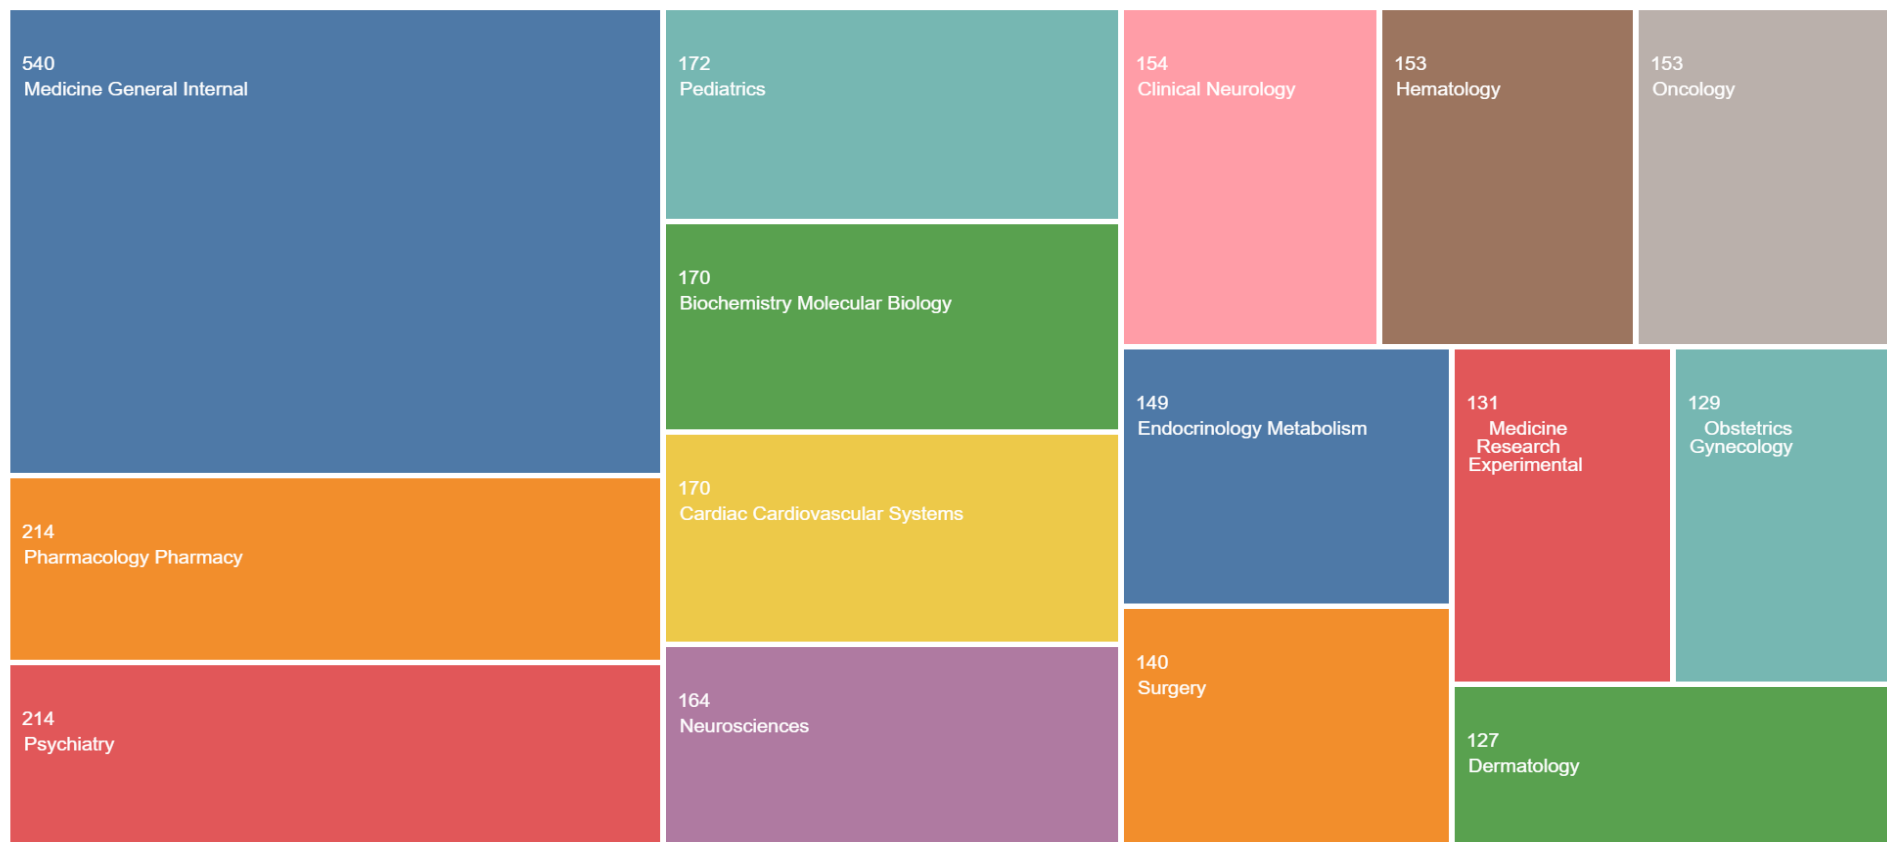 540
Medicine General Internal
214
Pharmacology Pharmacy
214
Psychiatry
172
Pediatrics
170
Biochemistry Molecular Biology
170
Cardiac Cardiovascular Systems
164
Neurosciences
154
Clinical Neurology
153
Hematology
153
Oncology
149
Endocrinology Metabolism
140
Surgery
131
Medicine
Research
Experimental
129
Obstetrics
Gynecology
127
Dermatology